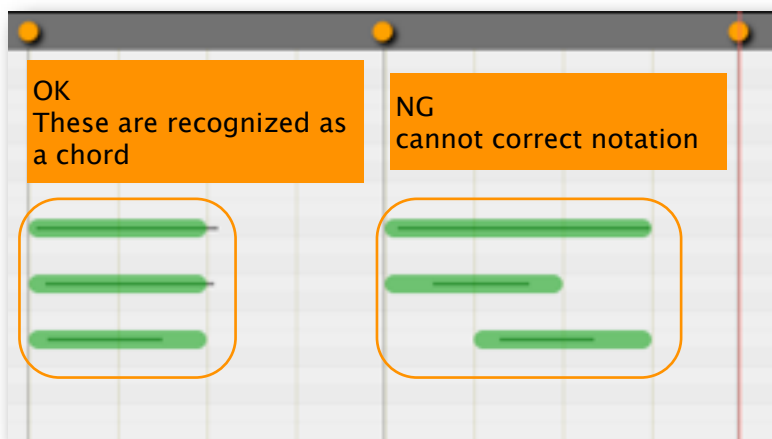 OK
These are recognized as
a chord
NG
cannot correct notation